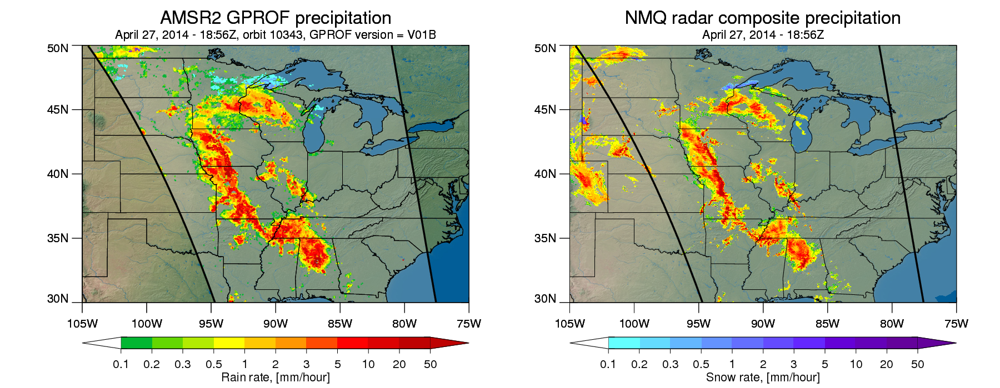 AMSR2 GPROF precipitation
April 27, 2014 - 18:56Z, orbit 10343, GPROF version = V01B
50N
45N
40N
35N
30N
105W 100W 95W 90W 85W 80W 75W
0.1 0.2 0.3 0.5 1 2 3 5 10 20 50
Rain rate, [mm/hour]
NMQ radar composite precipitation
April 27, 2014 - 18:56Z
50N
45N
40N
35N
30N
105W 100W 95W 90W 85W 80W 75W
0.1 0.2 0.3 0.5 1 2 3 5 10 20 50
Snow rate, [mm/hour]